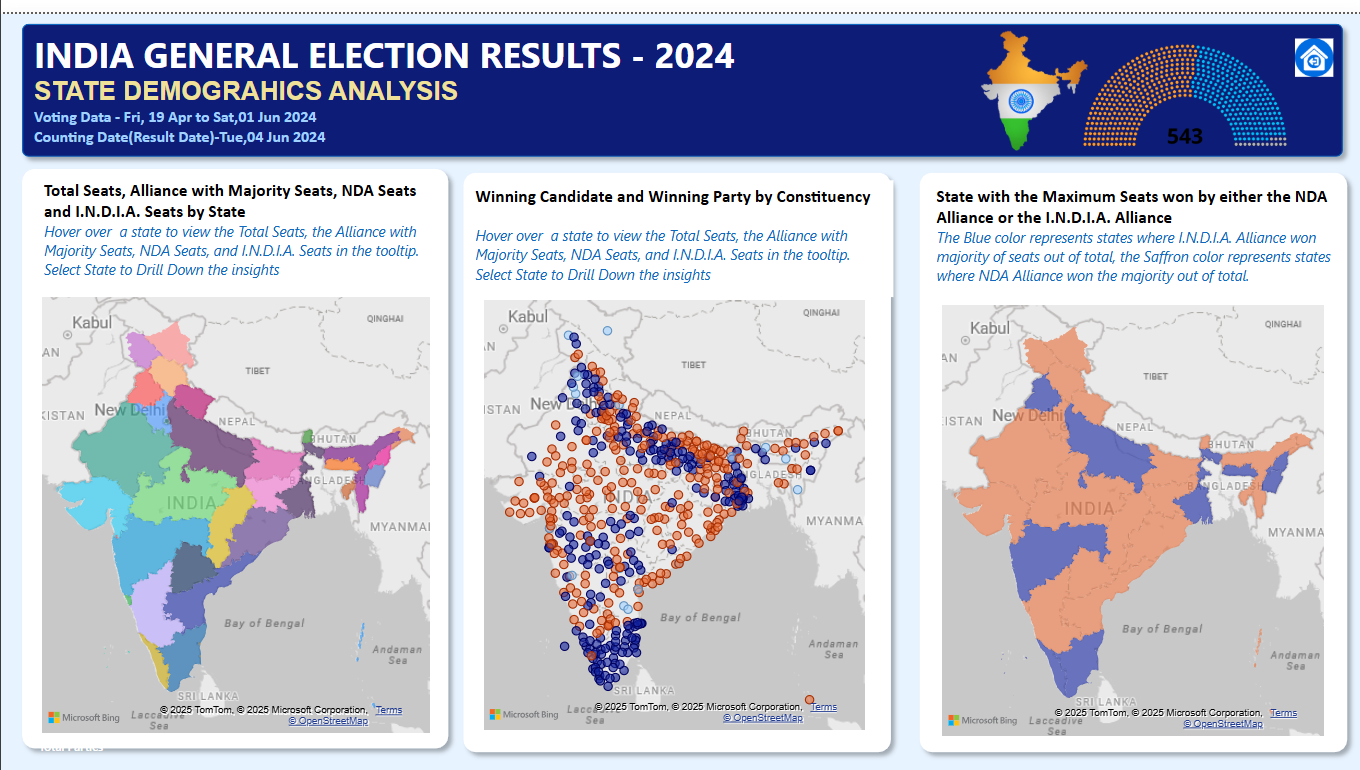 INDIA GENERAL ELECTION RESULTS - 2024
STATE DEMOGRAHICS ANALYSIS
Voting Data - Fri, 19 Apr to Sat,01 Jun 2024
Counting Date(Result Date)-Tue,04 Jun 2024
543
Total Seats, Alliance with Majority Seats, NDA Seats
and I.N.D.I.A. Seats by State
Hover over a state to view the Total Seats, the Alliance with
Majority Seats, NDA Seats, and I.N.D.I.A. Seats in the tooltip.
Select State to Drill Down the insights
Kabul
QINGHAI
AN
TIBET
KISTAN
New Delhi
NEPAL
BHUTAN
BANGLADESH
INDIA
MYANMA
Bay of Bengal
Andaman
Sea
SRI LANKA
Microsoft Bing
Laccadive
Sea
© 2025 TomTom, © 2025 Microsoft Corporation, Terms
© OpenStreetMap
Total Parties
Winning Candidate and Winning Party by Constituency
Hover over a state to view the Total Seats, the Alliance with
Majority Seats, NDA Seats, and I.N.D.I.A. Seats in the tooltip.
Select State to Drill Down the insights
Kabul
QINGHAI
AN
TIBET
ISTAN
New Delhi
NEPAL
BHUTAN
GLADESH
INDIA
MYANMA
Bay of Bengal
Andaman
Sea
SRI LANKA
Microsoft Bing
Laccadive
Sea
© 2025 TomTom, © 2025 Microsoft Corporation, Terms
© OpenStreetMap
State with the Maximum Seats won by either the NDA
Alliance or the I.N.D.I.A. Alliance
The Blue color represents states where I.N.D.I.A. Alliance won
majority of seats out of total, the Saffron color represents states
where NDA Alliance won the majority out of total.
Kabul
QINGHAI
AN
TIBET
KISTAN
New Delhi
NEPAL
BHUTAN
BANGLADESH
INDIA
MYANMA
Bay of Bengal
Andaman
Sea
SRI LANKA
Microsoft Bing
Laccadive
Sea
© 2025 TomTom, © 2025 Microsoft Corporation, Terms
© OpenStreetMap